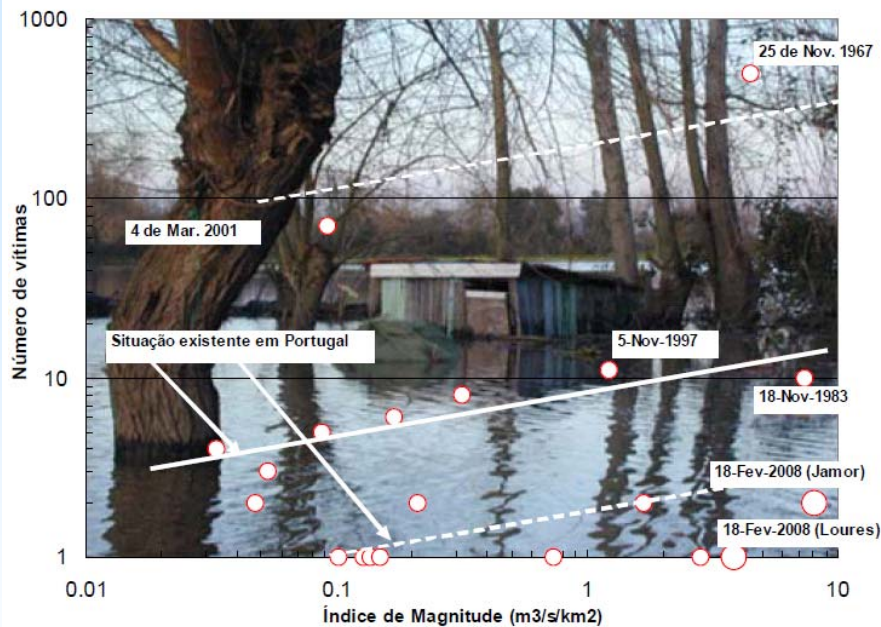 1000
25 de Nov. 1967
100
4 de Mar. 2001
Número de vítimas
Situação existente em Portugal
5-Nov-1997
10
18-Nov-1983
18-Fev-2008 (Jamor)
18-Fev-2008 (Loures)
1
0.01
0.1
1
10
Índice de Magnitude (m3/s/km2)